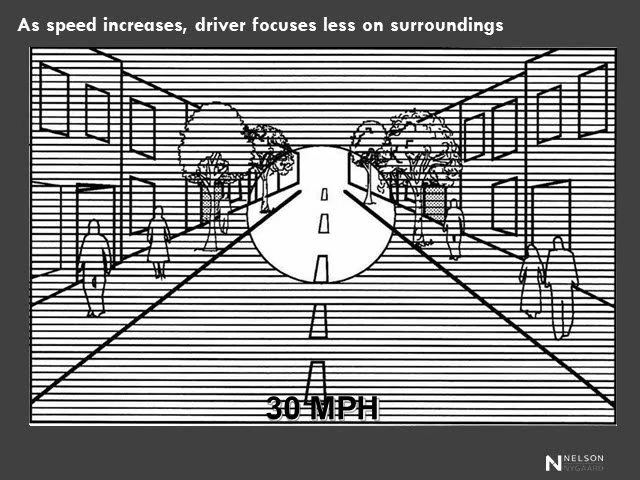 As speed increases, driver focuses less on surroundings
30 MPH
N NELSON
NYGAARD